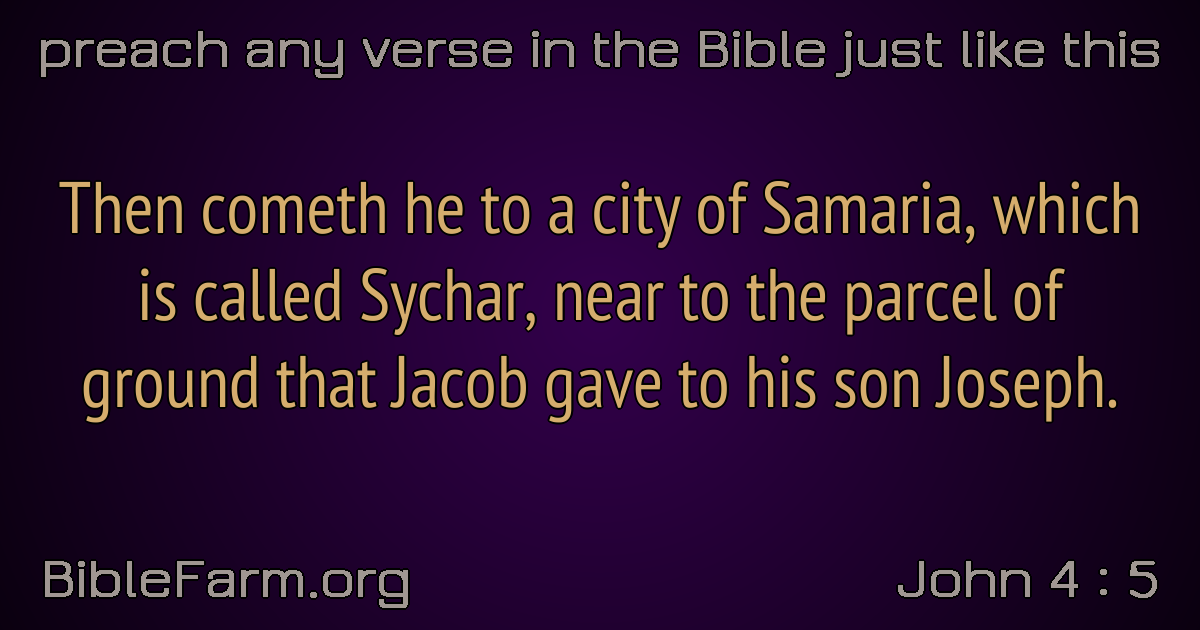 preach any verse in the Bible just like this
Then cometh he to a city of Samaria, which
is called Sychar, near to the parcel of
ground that Jacob gave to his son Joseph.
BibleFarm.org
John 4 : 5